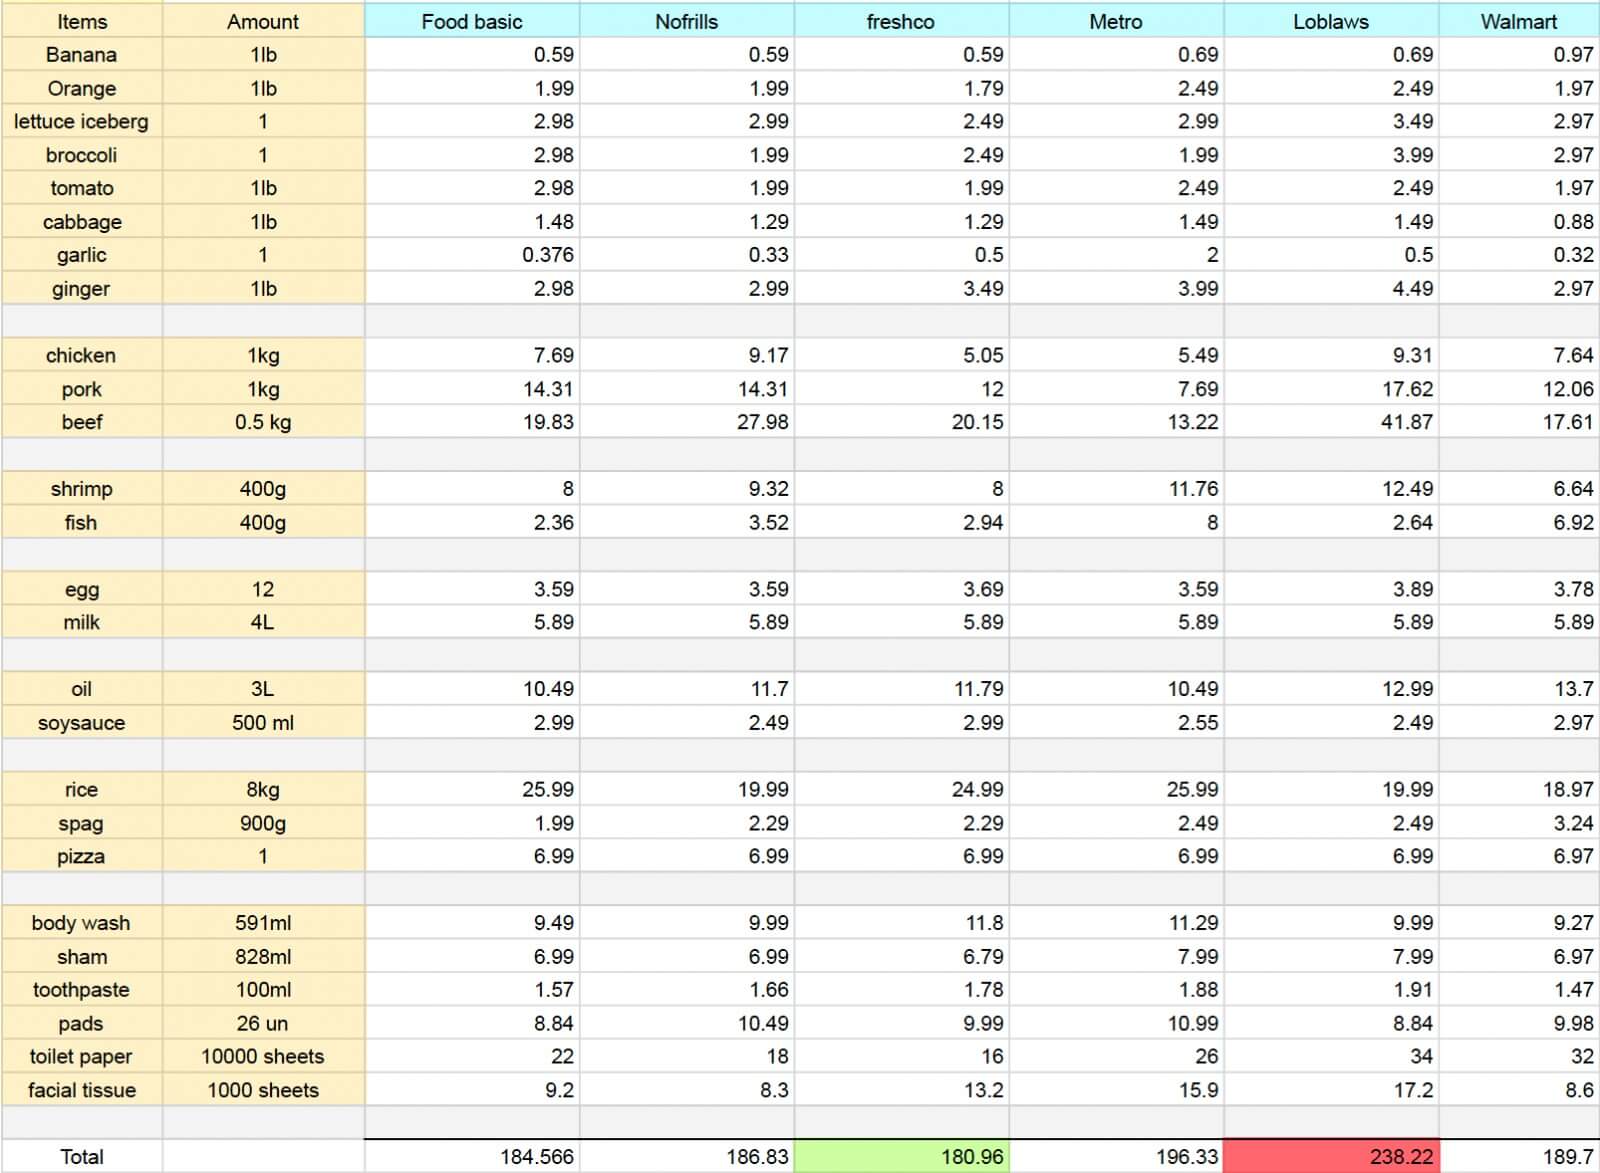 Items Amount Food basic Nofrills freshco Metro Loblaws Walmart
Banana 1lb 0.59 0.59 0.59 0.69 0.69 0.97
Orange 1lb 1.99 1.99 1.79 2.49 2.49 1.97
lettuce iceberg 1 2.98 2.99 2.49 2.99 3.49 2.97
broccoli 1 2.98 1.99 2.49 1.99 3.99 2.97
tomato 1lb 2.98 1.99 1.99 2.49 2.49 1.97
cabbage 1lb 1.48 1.29 1.29 1.49 1.49 0.88
garlic 1 0.376 0.33 0.5 2 0.5 0.32
ginger 1lb 2.98 2.99 3.49 3.99 4.49 2.97
chicken 1kg 7.69 9.17 5.05 5.49 9.31 7.64
pork 1kg 14.31 14.31 12 7.69 17.62 12.06
beef 0.5 kg 19.83 27.98 20.15 13.22 41.87 17.61
shrimp 400g 8 9.32 8 11.76 12.49 6.64
fish 400g 2.36 3.52 2.94 8 2.64 6.92
egg 12 3.59 3.59 3.69 3.59 3.89 3.78
milk 4L 5.89 5.89 5.89 5.89 5.89 5.89
oil 3L 10.49 11.7 11.79 10.49 12.99 13.7
soysauce 500 ml 2.99 2.49 2.99 2.55 2.49 2.97
rice 8kg 25.99 19.99 24.99 25.99 19.99 18.97
spag 900g 1.99 2.29 2.29 2.49 2.49 3.24
pizza 1 6.99 6.99 6.99 6.99 6.99 6.97
body wash 591ml 9.49 9.99 11.8 11.29 9.99 9.27
sham 828ml 6.99 6.99 6.79 7.99 7.99 6.97
toothpaste 100ml 1.57 1.66 1.78 1.88 1.91 1.47
pads 26 un 8.84 10.49 9.99 10.99 8.84 9.98
toilet paper 10000 sheets 22 18 16 26 34 32
facial tissue 1000 sheets 9.2 8.3 13.2 15.9 17.2 8.6
Total 184.566 186.83 180.96 196.33 238.22 189.7